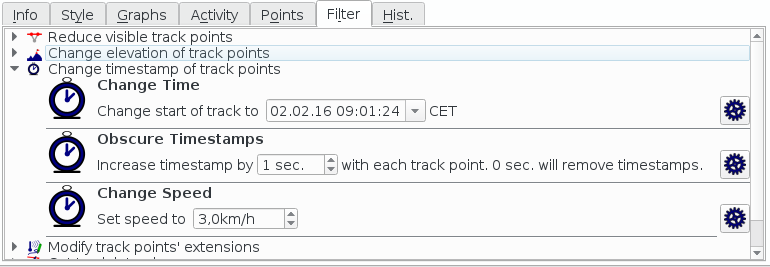 Info Style Graphs Activity Points Filter Hist.
Reduce visible track points
Change elevation of track points
Change timestamp of track points
Change Time
Change start of track to 02.02.16 09:01:24 CET
Obscure Timestamps
Increase timestamp by 1 sec. with each track point. 0 sec. will remove timestamps.
Change Speed
Set speed to 3,0km/h
Modify track points' extensions